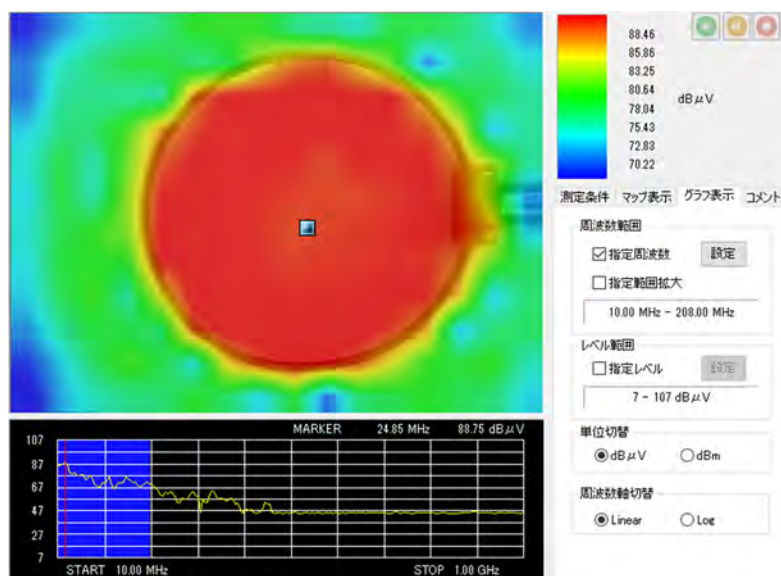 88.46
85.86
83.25
80.64
78.04
75.43
72.83
70.22
dBμV
測定条件 マップ表示 グラフ表示 コメント
周波数範囲
指定周波数 設定
指定範囲拡大
10.00 MHz - 208.00 MHz
レベル範囲
指定レベル 設定
7 - 107 dBμV
単位切替
dBμV dBm
周波数軸切替
Linear Log
MARKER 24.85 MHz 88.75 dBμV
107
87
67
47
27
7
START 10.00 MHz STOP 1.00 GHz